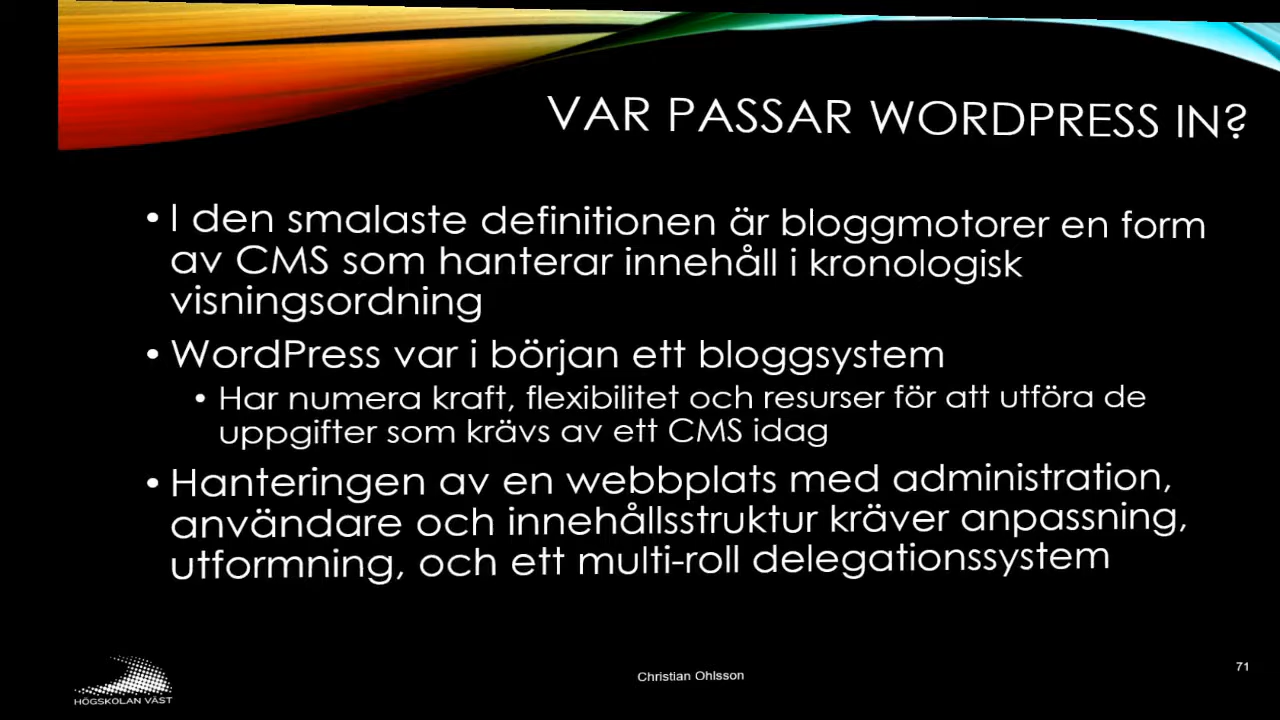 VAR PASSAR WORDPRESS IN?
• I den smalaste definitionen är bloggmotorer en form
av CMS som hanterar innehåll i kronologisk
visningsordning
• WordPress var i början ett bloggsystem
• Har numera kraft, flexibilitet och resurser för att utföra de
uppgifter som krävs av ett CMS idag
• Hanteringen av en webbplats med administration,
användare och innehållsstruktur kräver anpassning,
utformning, och ett multi-roll delegationssystem
HÖGSKOLAN VÄST
Christian Ohlsson
71